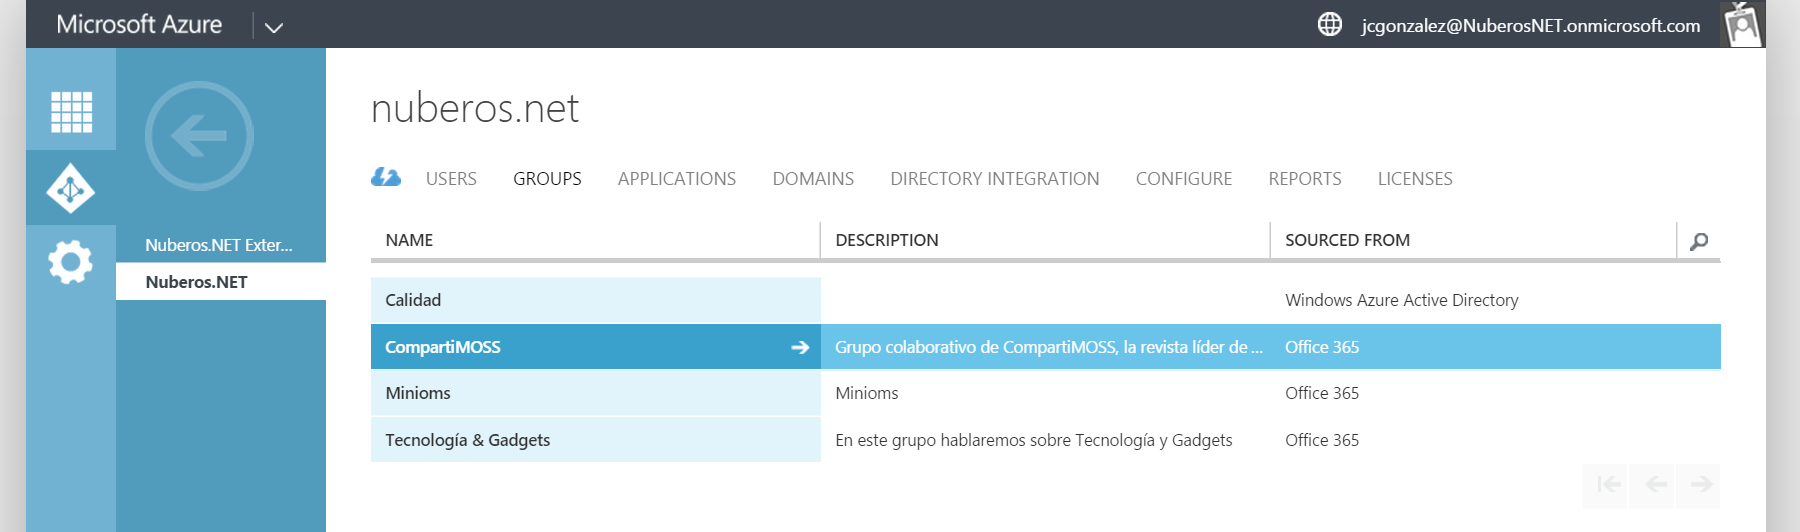 Microsoft Azure
jcgonzalez@NuberosNET.onmicrosoft.com
nuberos.net
USERS GROUPS APPLICATIONS DOMAINS DIRECTORY INTEGRATION CONFIGURE REPORTS LICENSES
Nuberos.NET Exter...
Nuberos.NET
NAME DESCRIPTION SOURCED FROM
Calidad Windows Azure Active Directory
CompartiMOSS Grupo colaborativo de CompartiMOSS, la revista líder de ... Office 365
Minioms Minioms Office 365
Tecnología & Gadgets En este grupo hablaremos sobre Tecnología y Gadgets Office 365